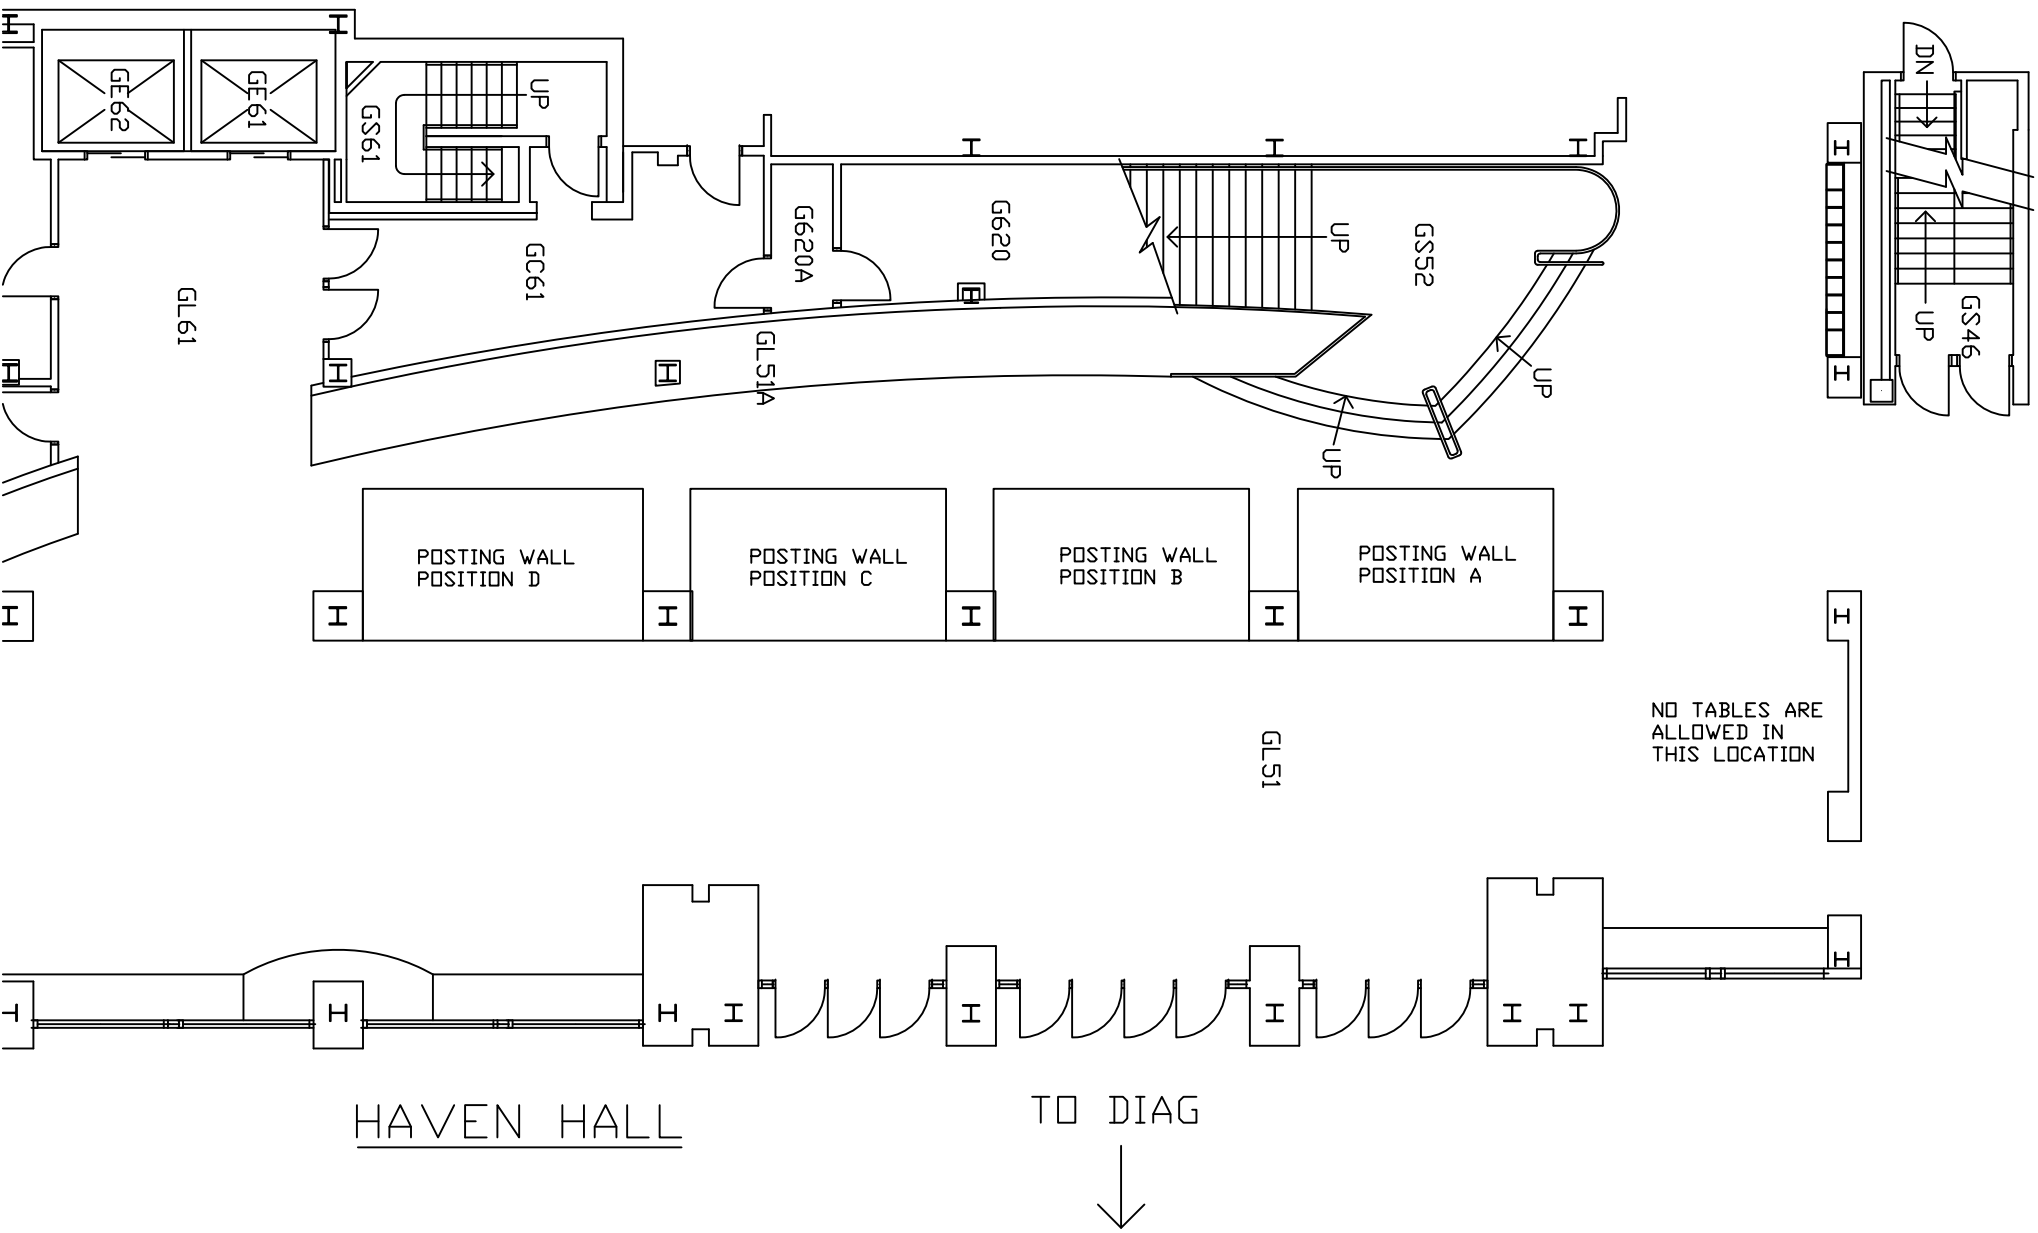 DN
GE62
GE61
UP
GS61
G620A
G620
UP
GS52
GC61
GL61
GS46
UP
GL51A
UP
UP
POSTING WALL
POSITION D
POSTING WALL
POSITION C
POSTING WALL
POSITION B
POSTING WALL
POSITION A
NO TABLES ARE
ALLOWED IN
THIS LOCATION
GL51
HAVEN HALL
TO DIAG